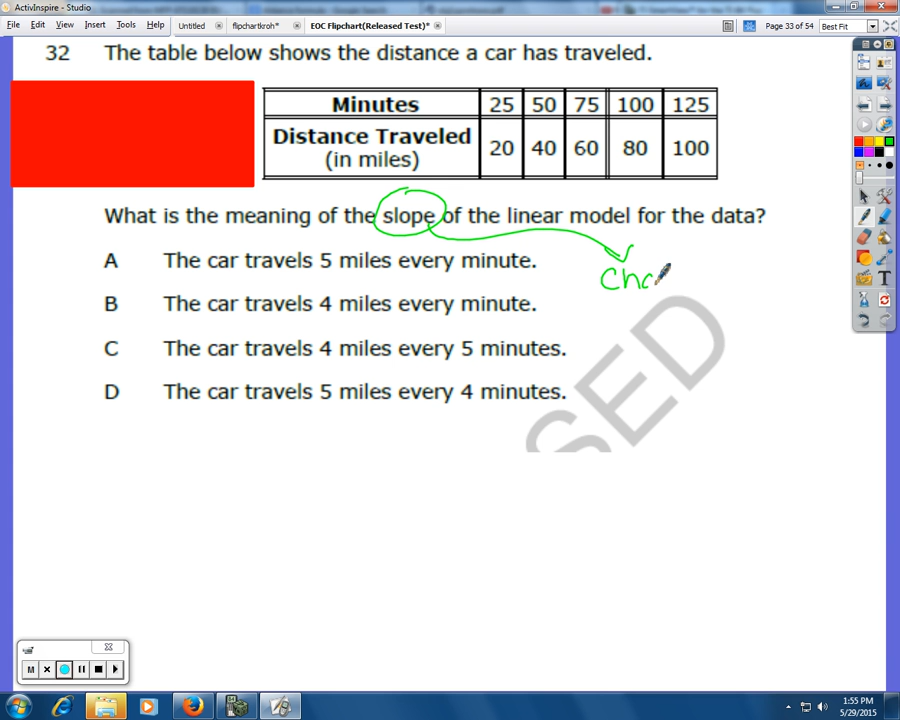 ActivInspire - Studio
File Edit View Insert Tools Help Untitled flipchartkroh* EOC Flipchart(Released Test)* Page 33 of 54 Best Fit
32 The table below shows the distance a car has traveled.
Minutes 25 50 75 100 125
Distance Traveled
(in miles) 20 40 60 80 100
What is the meaning of the slope of the linear model for the data?
A The car travels 5 miles every minute.
Cha
B The car travels 4 miles every minute.
C The car travels 4 miles every 5 minutes.
D The car travels 5 miles every 4 minutes.
SED
M
1:55 PM
5/29/2015